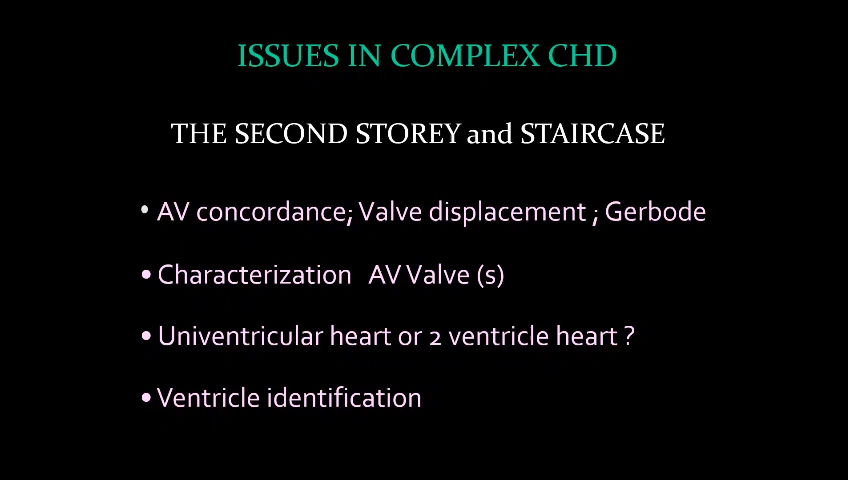 ISSUES IN COMPLEX CHD
THE SECOND STOREY and STAIRCASE
• AV concordance; Valve displacement ; Gerbode
• Characterization AV Valve (s)
• Univentricular heart or 2 ventricle heart ?
• Ventricle identification